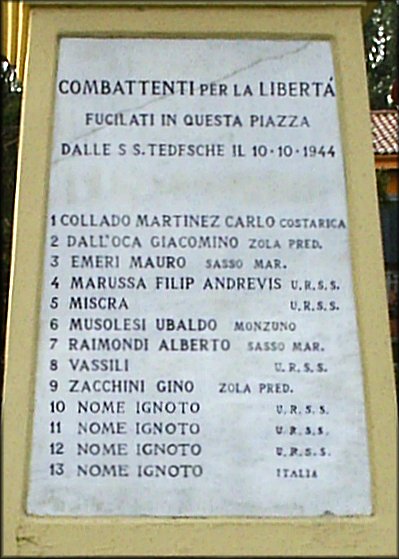 COMBATTENTI PER LA LIBERTÁ
FUCILATI IN QUESTA PIAZZA
DALLE S S. TEDESCHE IL 10·10·1944
1 COLLADO MARTINEZ CARLO COSTARICA
2 DALL'OCA GIACOMINO ZOLA PRED.
3 EMERI MAURO SASSO MAR.
4 MARUSSA FILIP ANDREVIS U.R.S.S.
5 MISCRA U.R.S.S.
6 MUSOLESI UBALDO MONZUNO
7 RAIMONDI ALBERTO SASSO MAR.
8 VASSILI U.R.S.S.
9 ZACCHINI GINO ZOLA PRED.
10 NOME IGNOTO U.R.S.S.
11 NOME IGNOTO U.R.S.S.
12 NOME IGNOTO U.R.S.S.
13 NOME IGNOTO ITALIA